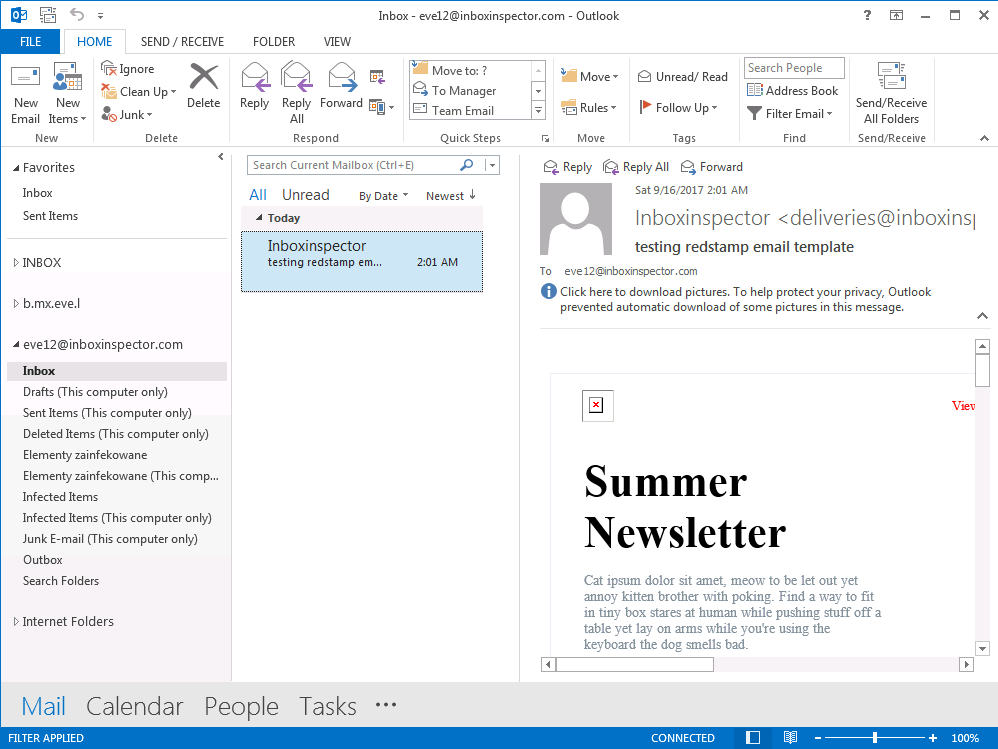 Inbox - eve12@inboxinspector.com - Outlook
?
FILE HOME SEND / RECEIVE FOLDER VIEW
New Email
New Items
New
Ignore
Clean Up
Junk
Delete
Delete
Reply
Reply All
Forward
Respond
Move to: ?
To Manager
Team Email
Quick Steps
Move
Rules
Move
Unread/ Read
Follow Up
Tags
Search People
Address Book
Filter Email
Find
Send/Receive
All Folders
Send/Receive
Favorites
Inbox
Sent Items
INBOX
b.mx.eve.l
eve12@inboxinspector.com
Inbox
Drafts (This computer only)
Sent Items (This computer only)
Deleted Items (This computer only)
Elementy zainfekowane
Elementy zainfekowane (This comp...
Infected Items
Infected Items (This computer only)
Junk E-mail (This computer only)
Outbox
Search Folders
Internet Folders
Search Current Mailbox (Ctrl+E)
All Unread By Date Newest ↓
Today
Inboxinspector
testing redstamp em... 2:01 AM
Reply Reply All Forward
Sat 9/16/2017 2:01 AM
Inboxinspector <deliveries@inboxinsp
testing redstamp email template
To eve12@inboxinspector.com
Click here to download pictures. To help protect your privacy, Outlook
prevented automatic download of some pictures in this message.
View
Summer
Newsletter
Cat ipsum dolor sit amet, meow to be let out yet
annoy kitten brother with poking. Find a way to fit
in tiny box stares at human while pushing stuff off a
table yet lay on arms while you're using the
keyboard the dog smells bad.
Mail Calendar People Tasks •••
FILTER APPLIED CONNECTED 100%